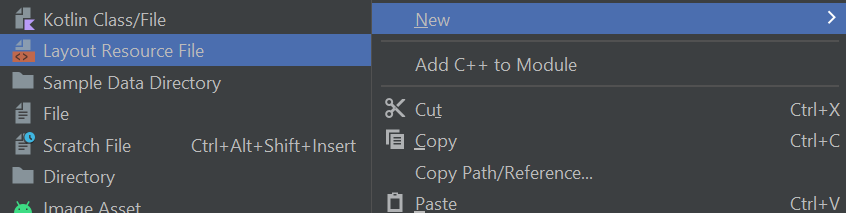 Kotlin Class/File
Layout Resource File
Sample Data Directory
File
Scratch File Ctrl+Alt+Shift+Insert
Directory
Image Asset
New
Add C++ to Module
Cut Ctrl+X
Copy Ctrl+C
Copy Path/Reference...
Paste Ctrl+V